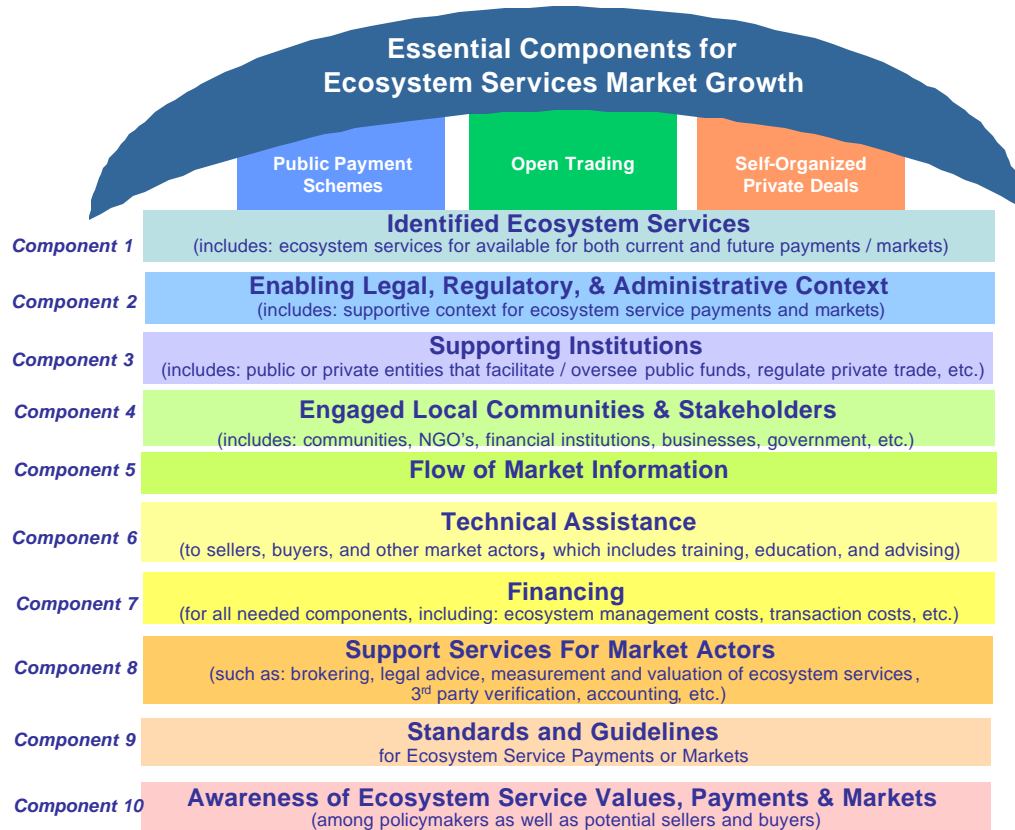 Essential Components for
Ecosystem Services Market Growth
Public Payment
Schemes
Open Trading
Self-Organized
Private Deals
Component 1
Identified Ecosystem Services
(includes: ecosystem services for available for both current and future payments / markets)
Component 2
Enabling Legal, Regulatory, & Administrative Context
(includes: supportive context for ecosystem service payments and markets)
Component 3
Supporting Institutions
(includes: public or private entities that facilitate / oversee public funds, regulate private trade, etc.)
Component 4
Engaged Local Communities & Stakeholders
(includes: communities, NGO's, financial institutions, businesses, government, etc.)
Component 5
Flow of Market Information
Component 6
Technical Assistance
(to sellers, buyers, and other market actors, which includes training, education, and advising)
Component 7
Financing
(for all needed components, including: ecosystem management costs, transaction costs, etc.)
Component 8
Support Services For Market Actors
(such as: brokering, legal advice, measurement and valuation of ecosystem services,
3rd party verification, accounting, etc.)
Component 9
Standards and Guidelines
for Ecosystem Service Payments or Markets
Component 10
Awareness of Ecosystem Service Values, Payments & Markets
(among policymakers as well as potential sellers and buyers)